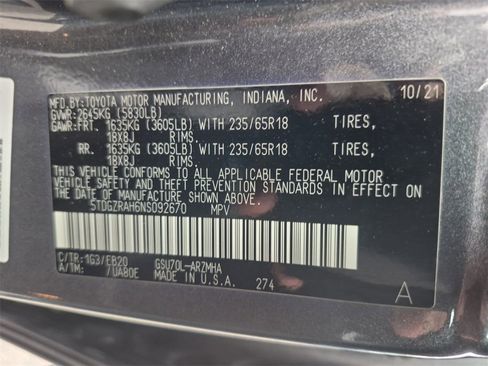 MFD.BY:TOYOTA MOTOR MANUFACTURING, INDIANA, INC. 10/21
GVWR:2645KG (5830LB)
GAWR:FRT. 1635KG (3605LB) WITH 235/65R18 TIRES,
18X8J RIMS.
RR. 1635KG (3605LB) WITH 235/65R18 TIRES,
18X8J RIMS.
THIS VEHICLE CONFORMS TO ALL APPLICABLE FEDERAL MOTOR
VEHICLE SAFETY AND THEFT PREVENTION STANDARDS IN EFFECT ON
THE DATE OF MANUFACTURE SHOWN ABOVE.
5TDGZRAH6NS092670 MPV
C/TR:1G3/EB20 GSU70L-ARZMHA
A/TM: /UAB0E MADE IN U.S.A. 274 A